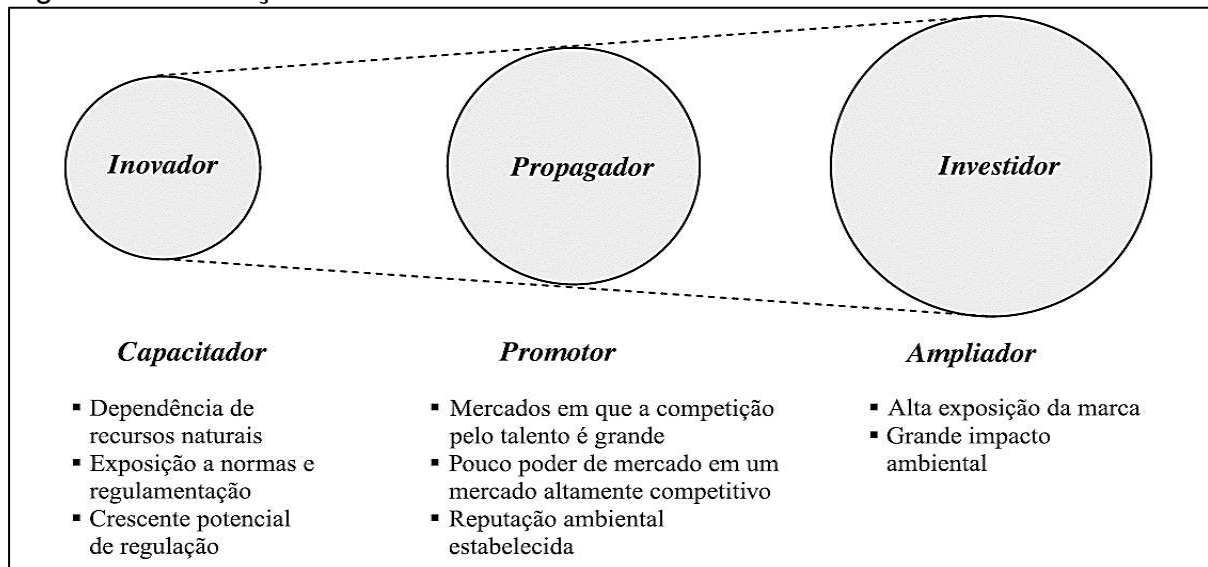 Inovador
Propagador
Investidor
Capacitador
▪ Dependência de
recursos naturais
▪ Exposição a normas e
regulamentação
▪ Crescente potencial
de regulação
Promotor
▪ Mercados em que a competição
pelo talento é grande
▪ Pouco poder de mercado em um
mercado altamente competitivo
▪ Reputação ambiental
estabelecida
Ampliador
▪ Alta exposição da marca
▪ Grande impacto
ambiental